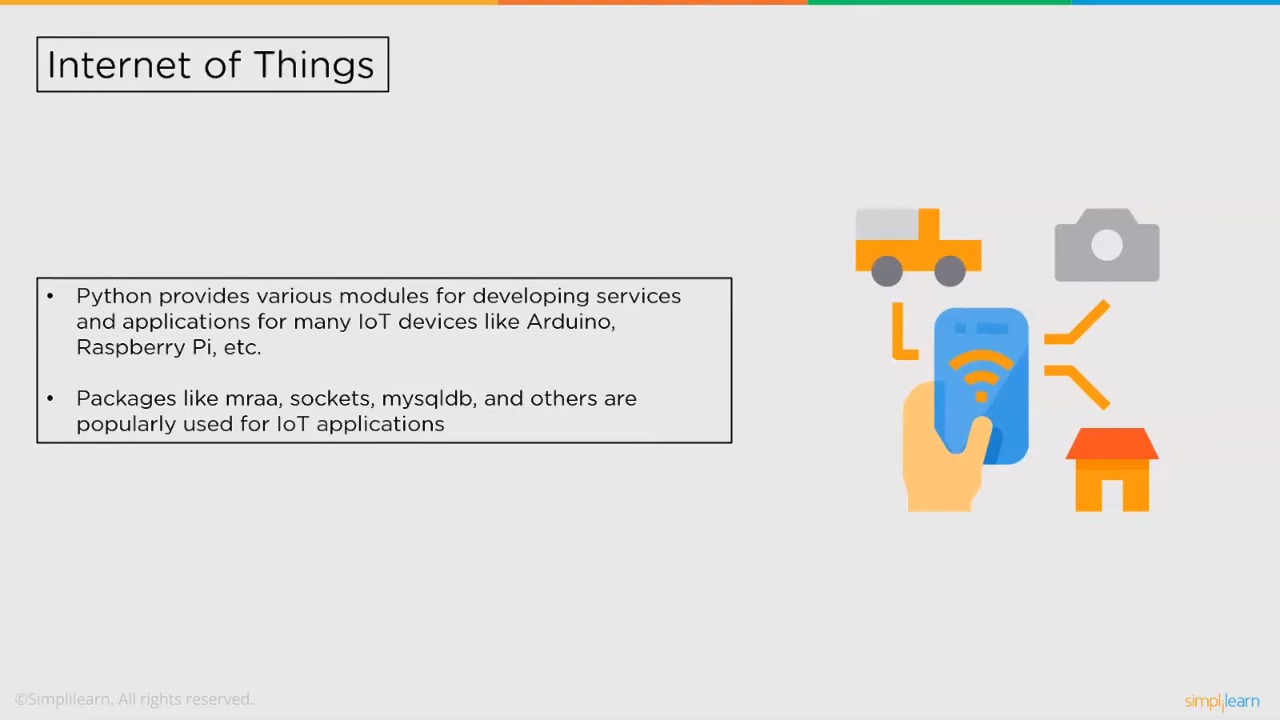 Internet of Things
• Python provides various modules for developing services
and applications for many IoT devices like Arduino,
Raspberry Pi, etc.
• Packages like mraa, sockets, mysqldb, and others are
popularly used for IoT applications
©Simplilearn. All rights reserved.
simplilearn